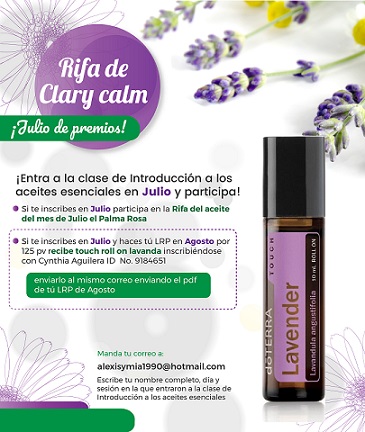 Rifa de
Clary calm
¡Julio de premios!
¡Entra a la clase de Introducción a los
aceites esenciales en Julio y participa!
Si te inscribes en Julio participa en la Rifa del aceite
del mes de Julio el Palma Rosa
Si te inscribes en Julio y haces tú LRP en Agosto por
125 pv recibe touch roll on lavanda inscribiéndose
con Cynthia Aguilera ID No. 9184651
enviarlo al mismo correo enviando el pdf
de tú LRP de Agosto
Manda tu correo a:
alexisymia1990@hotmail.com
Escribe tu nombre completo, día y
sesión en la que entraron a la clase de
Introducción a los aceites esenciales
dōTERRA TOUCH
Lavender
Lavandula angustifolia
10 mL ROLL ON